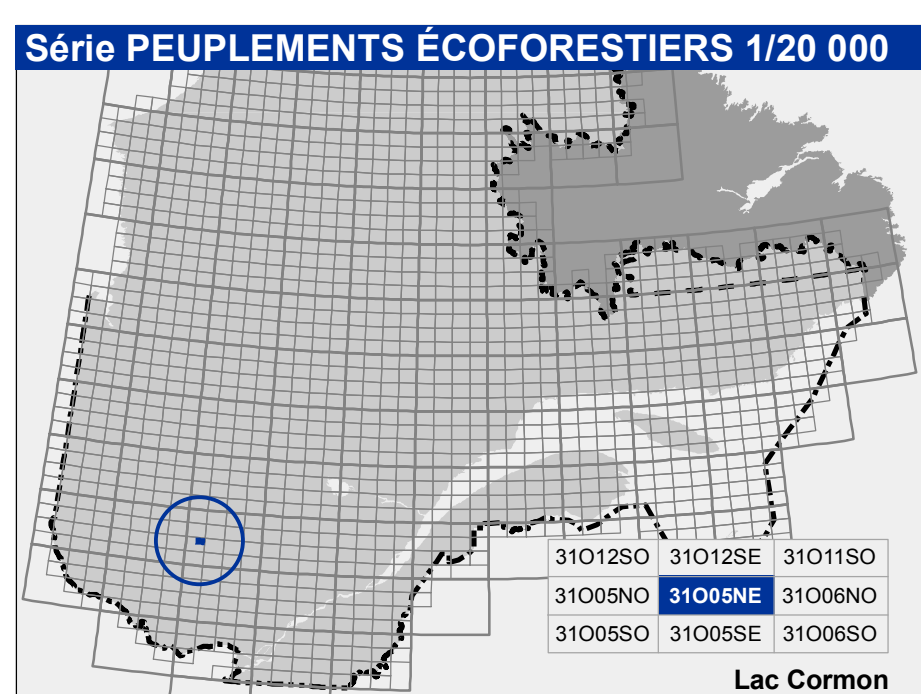 Série PEUPLEMENTS ÉCOFORESTIERS 1/20 000
31O12SO 31O12SE 31O11SO
31O05NO 31O05NE 31O06NO
31O05SO 31O05SE 31O06SO
Lac Cormon